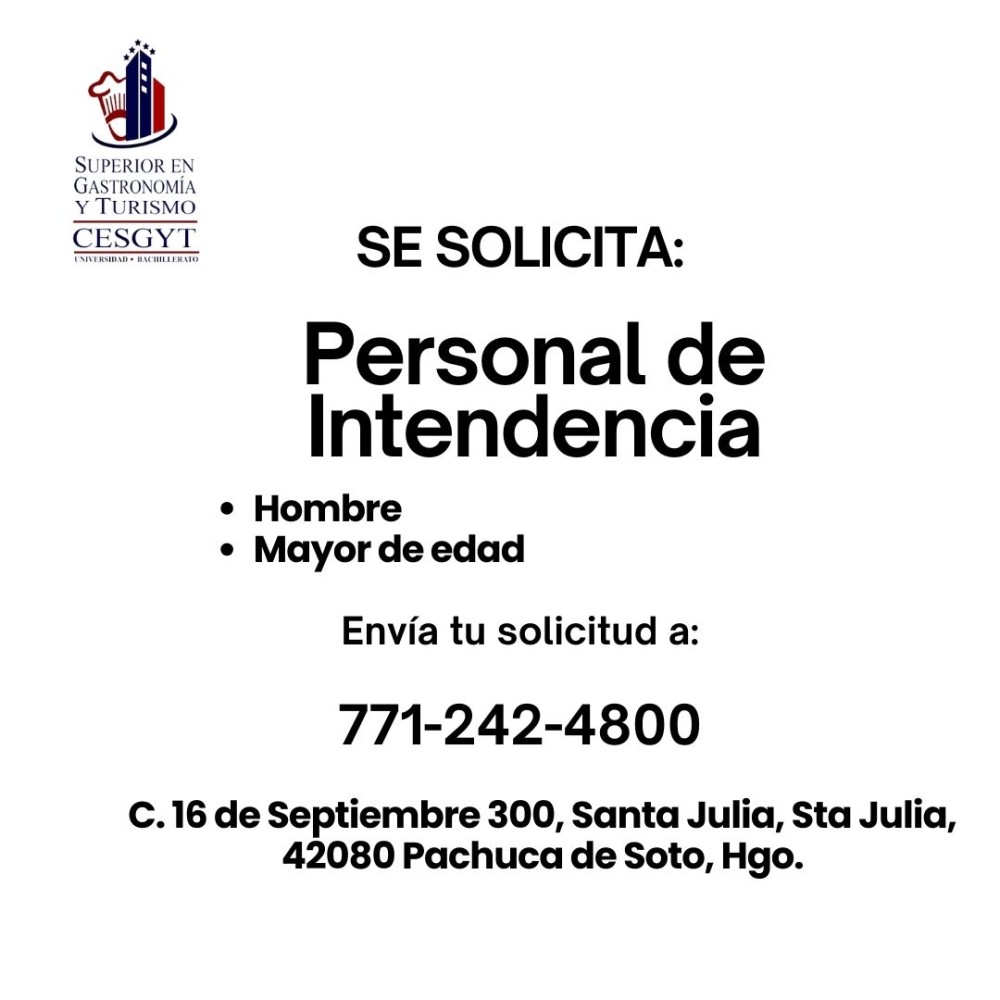 SUPERIOR EN
GASTRONOMÍA
Y TURISMO
CESGYT
UNIVERSIDAD • BACHILLERATO
SE SOLICITA:
Personal de
Intendencia
• Hombre
• Mayor de edad
Envía tu solicitud a:
771-242-4800
C. 16 de Septiembre 300, Santa Julia, Sta Julia,
42080 Pachuca de Soto, Hgo.